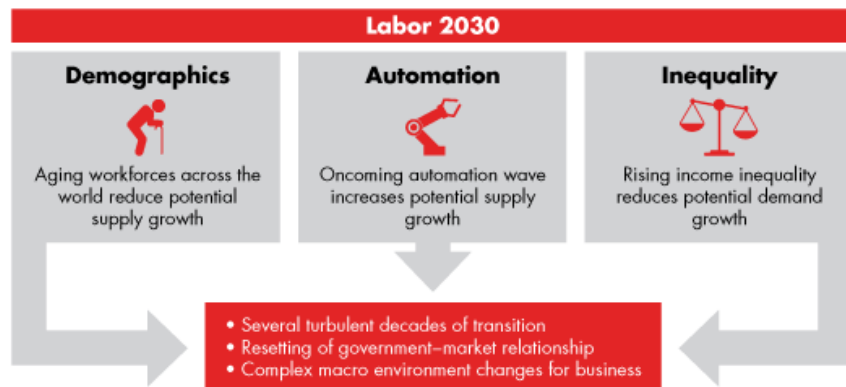 Labor 2030
Demographics
Aging workforces across the
world reduce potential
supply growth
Automation
Oncoming automation wave
increases potential supply
growth
Inequality
Rising income inequality
reduces potential demand
growth
• Several turbulent decades of transition
• Resetting of government–market relationship
• Complex macro environment changes for business